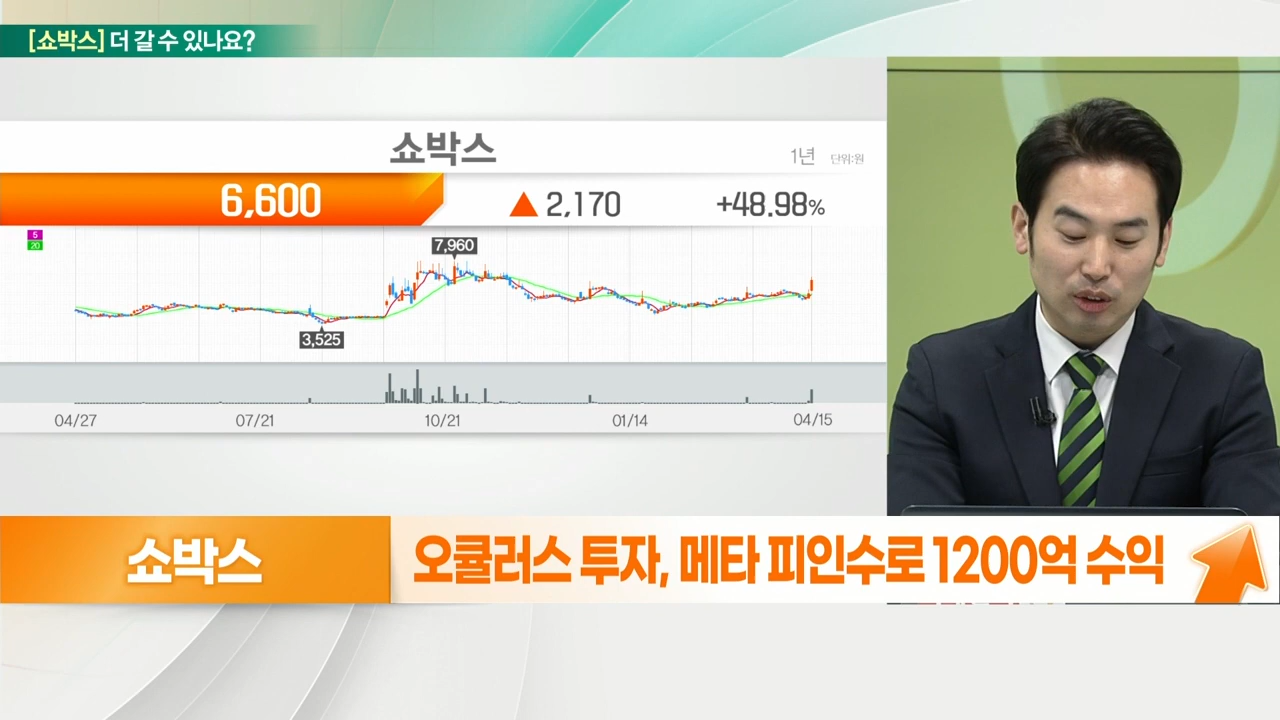 [쇼박스] 더 갈 수 있나요?
쇼박스
1년 단위:원
6,600 ▲ 2,170 +48.98%
5
20
7,960
3,525
04/27 07/21 10/21 01/14 04/15
쇼박스 오큘러스 투자, 메타 피인수로 1200억 수익